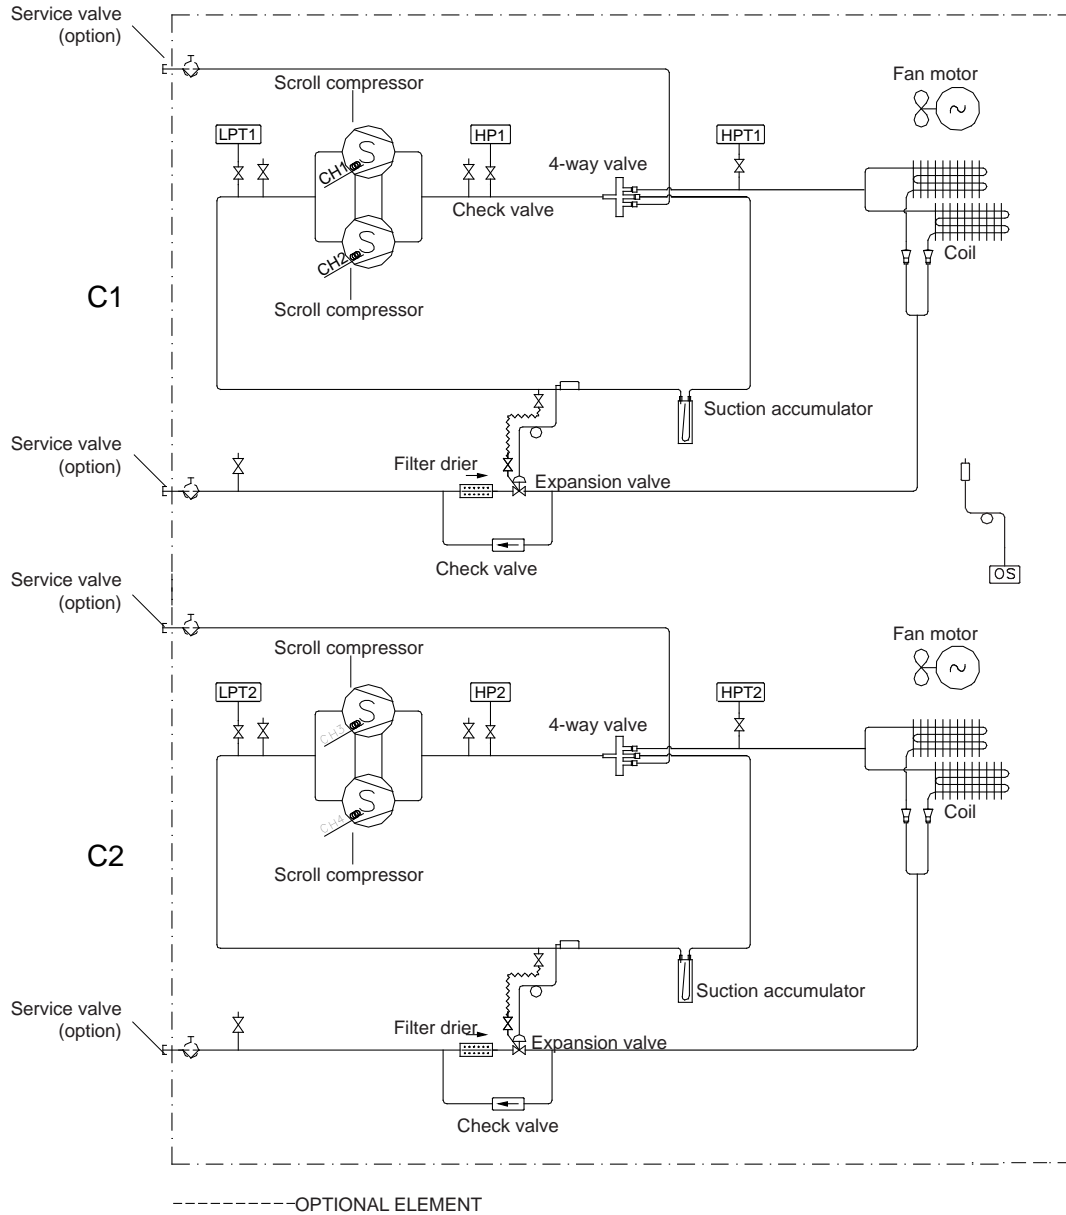 Service valve
(option)
Scroll compressor
Fan motor
LPT1
HP1
HPT1
4-way valve
CH1
Check valve
CH2
Coil
C1
Scroll compressor
Suction accumulator
Service valve
(option)
Filter drier
Expansion valve
Check valve
OS
Service valve
(option)
Scroll compressor
Fan motor
LPT2
HP2
HPT2
4-way valve
CH3
CH4
Coil
C2
Scroll compressor
Suction accumulator
Service valve
(option)
Filter drier
Expansion valve
Check valve
OPTIONAL ELEMENT